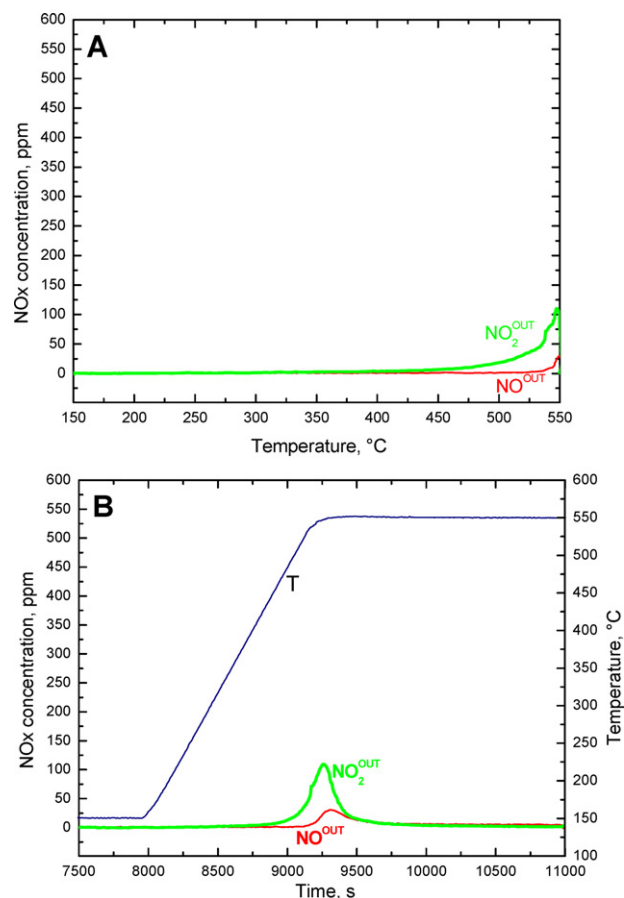 A
NOx concentration, ppm
600
550
500
450
400
350
300
250
200
150
100
50
0
NO₂ᴼᵁᵀ
NOᴼᵁᵀ
150 200 250 300 350 400 450 500 550
Temperature, °C
B
NOx concentration, ppm
600
550
500
450
400
350
300
250
200
150
100
50
0
T
NO₂ᴼᵁᵀ
NOᴼᵁᵀ
600
550
500
450
400
350
300
250
200
150
100
Temperature, °C
7500 8000 8500 9000 9500 10000 10500 11000
Time, s